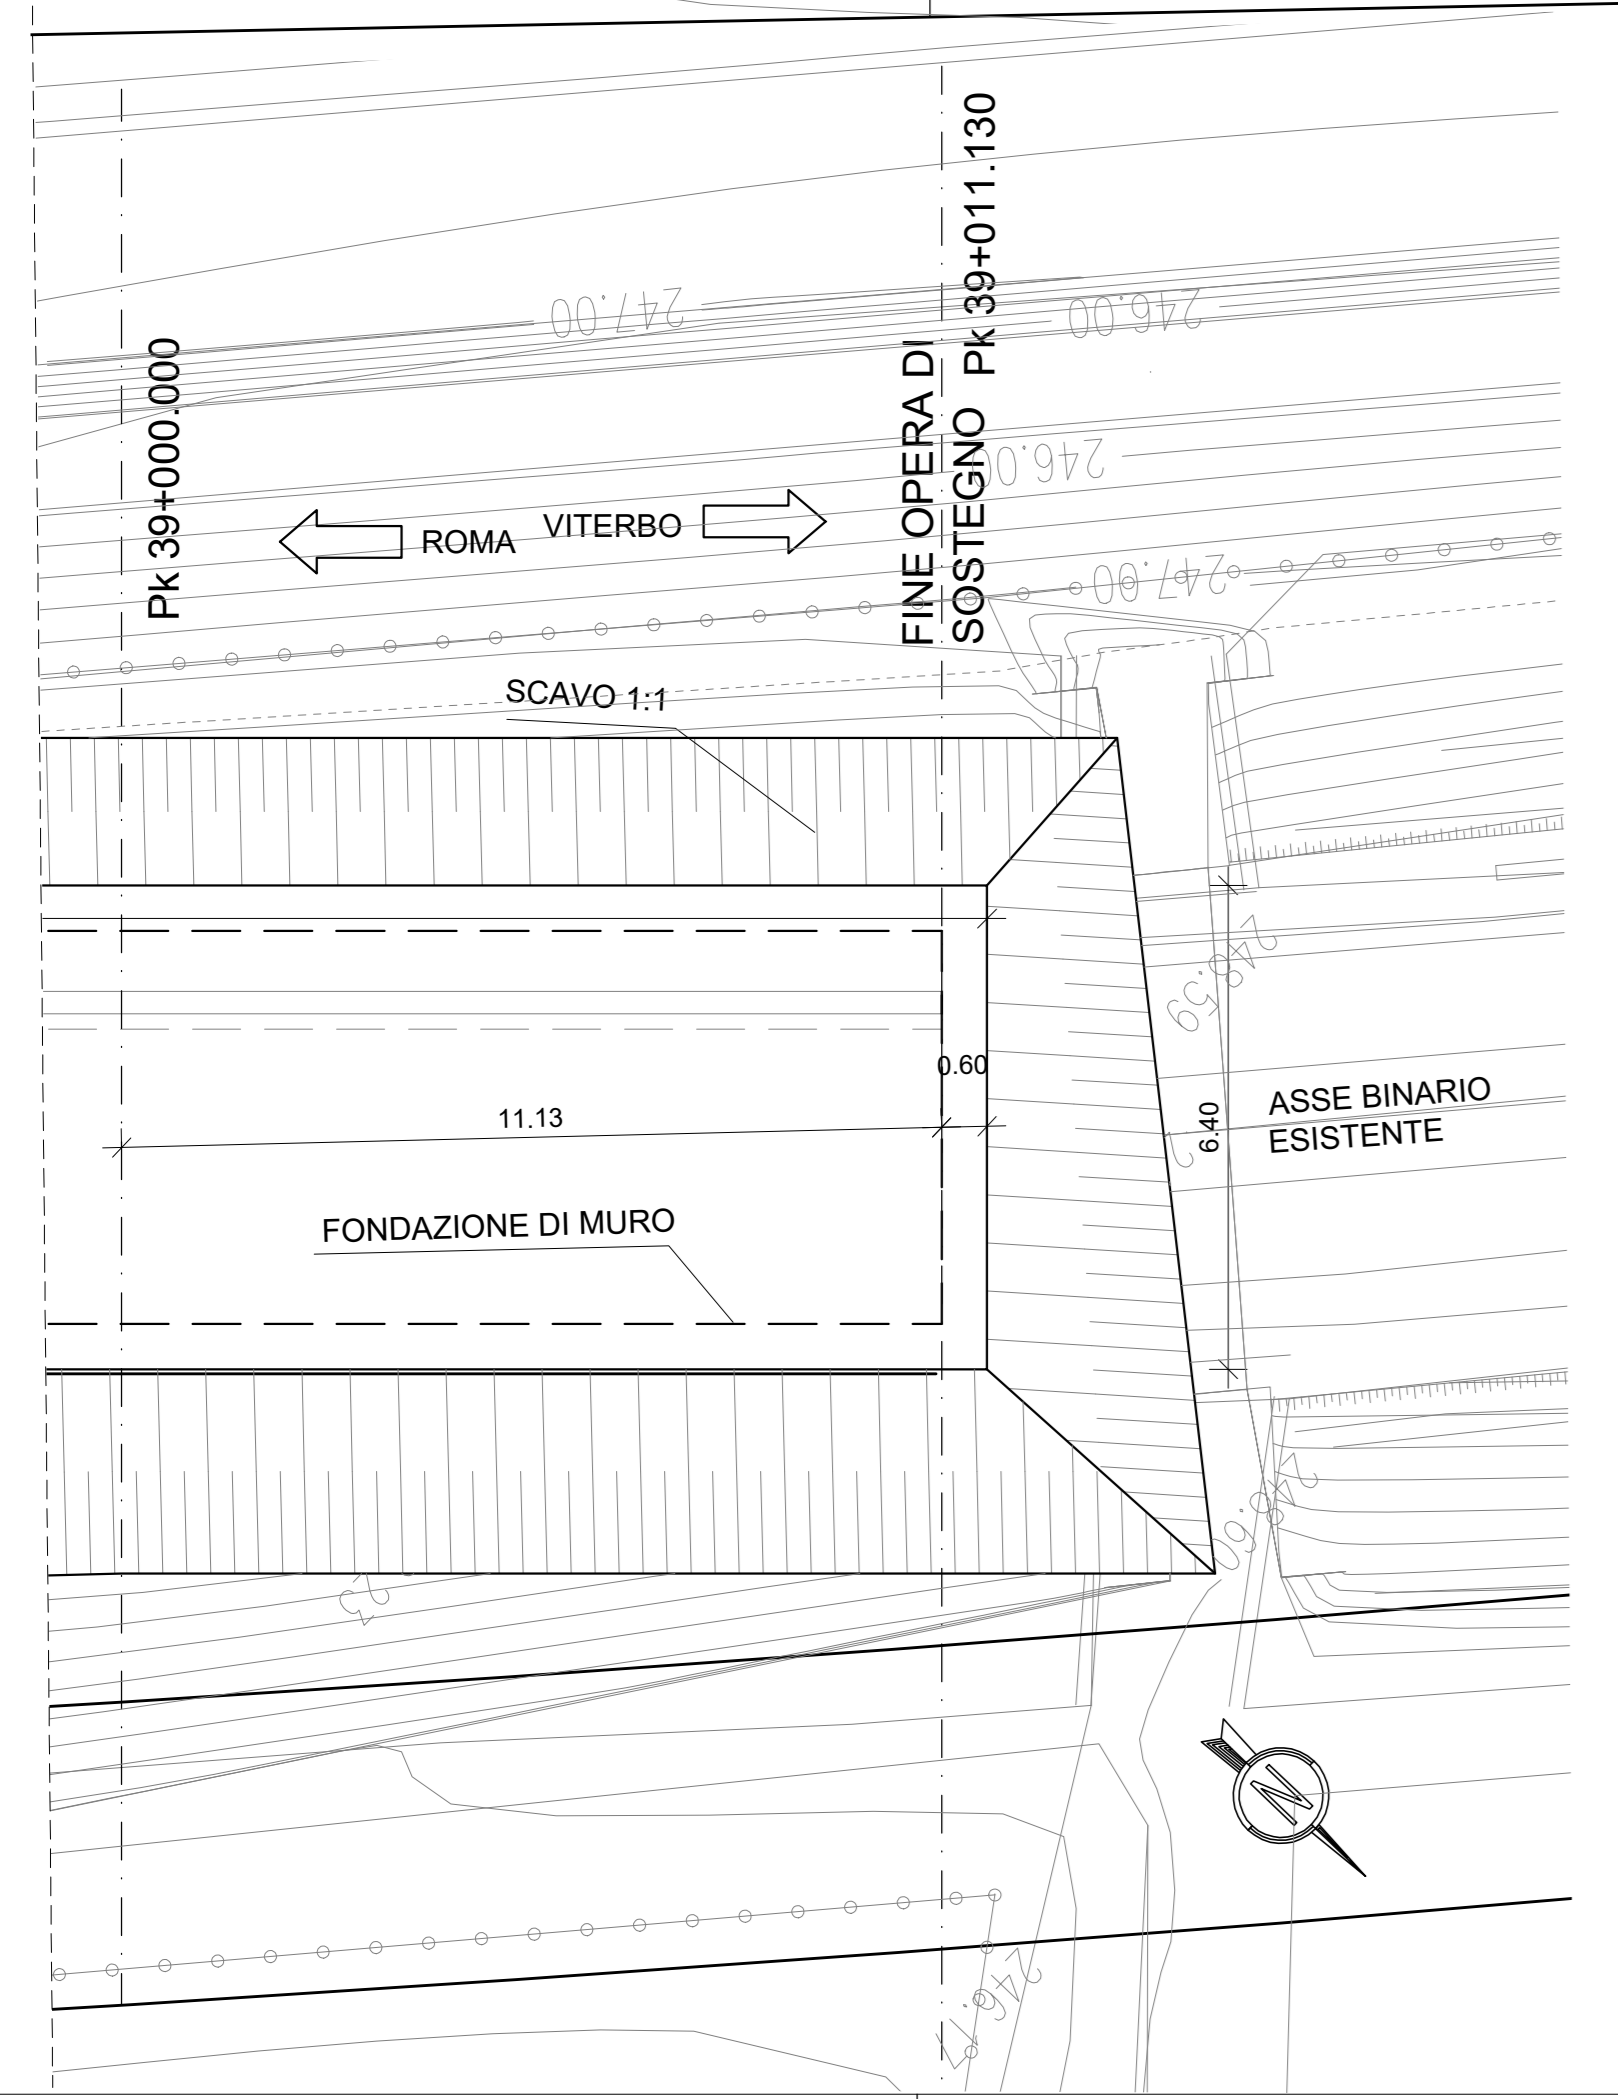 Pk 39+000.000
FINE OPERA DI
SOSTEGNO Pk 39+011.130
247.00
246.00
246.00
ROMA
VITERBO
247.00
SCAVO 1:1
248.59
0.60
11.13
6.40
ASSE BINARIO
ESISTENTE
FONDAZIONE DI MURO
248.60
N
246.17